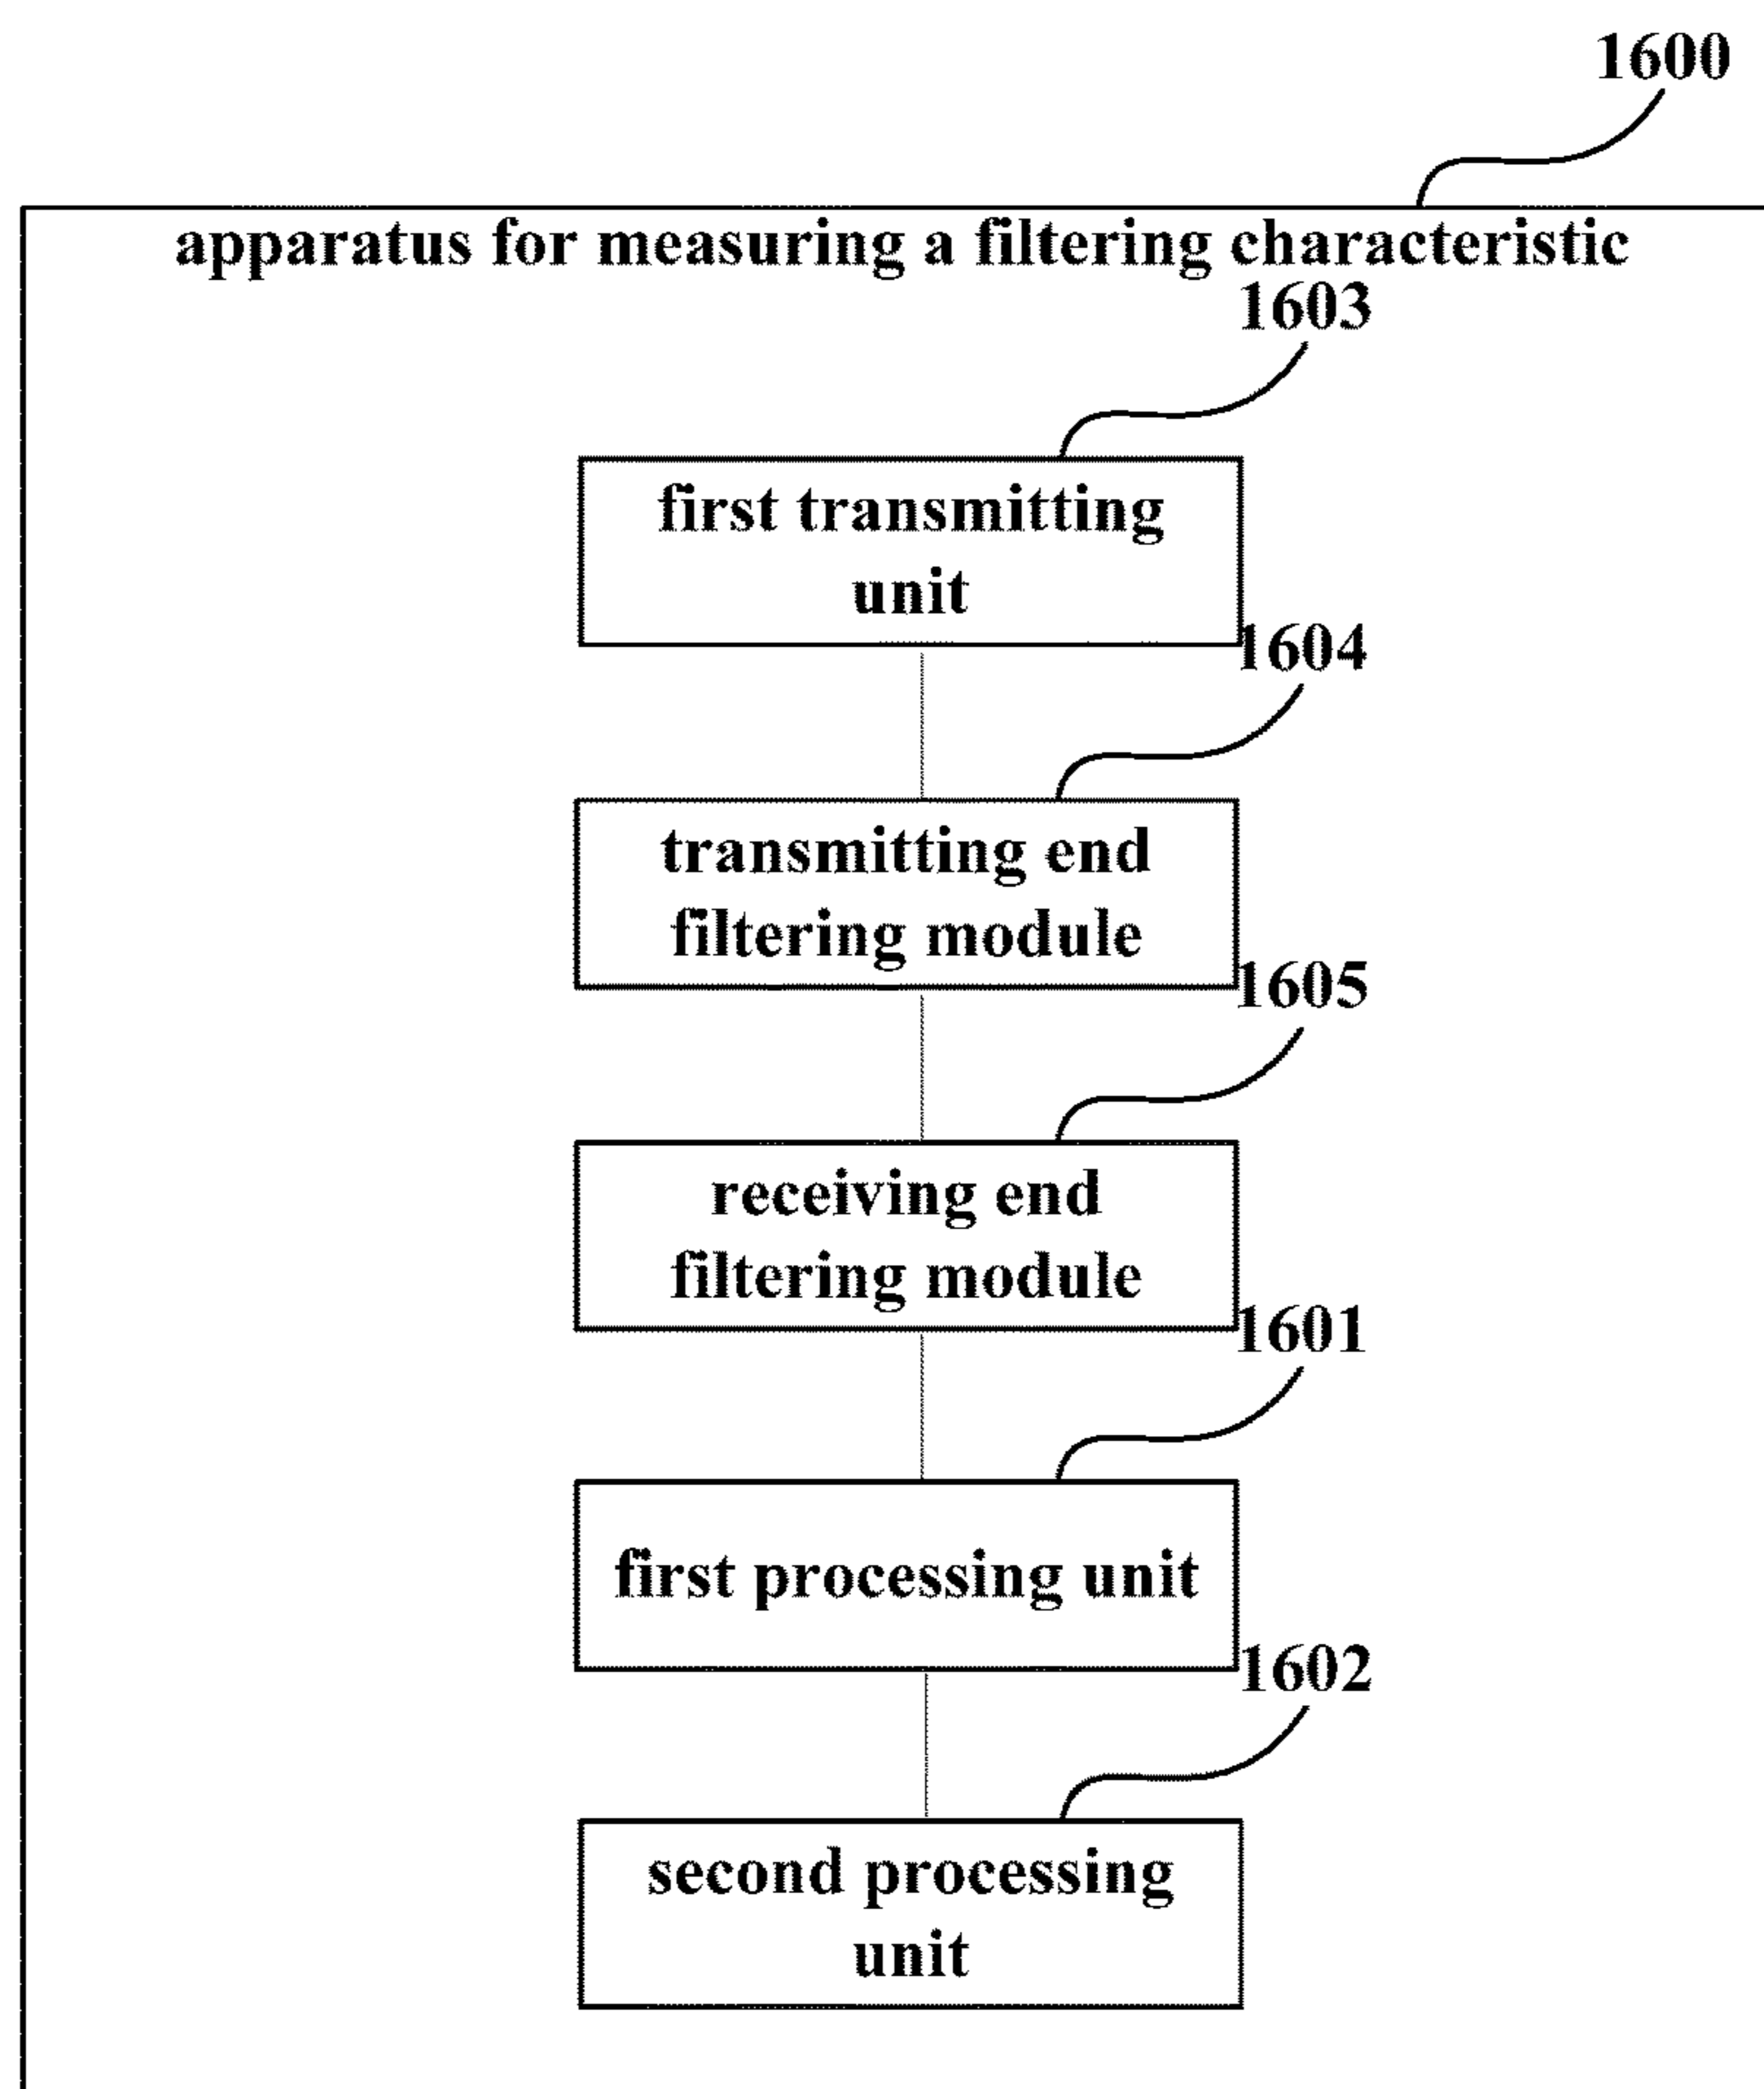 1600
apparatus for measuring a filtering characteristic
1603
first transmitting
unit
1604
transmitting end
filtering module
1605
receiving end
filtering module
1601
first processing unit
1602
second processing
unit